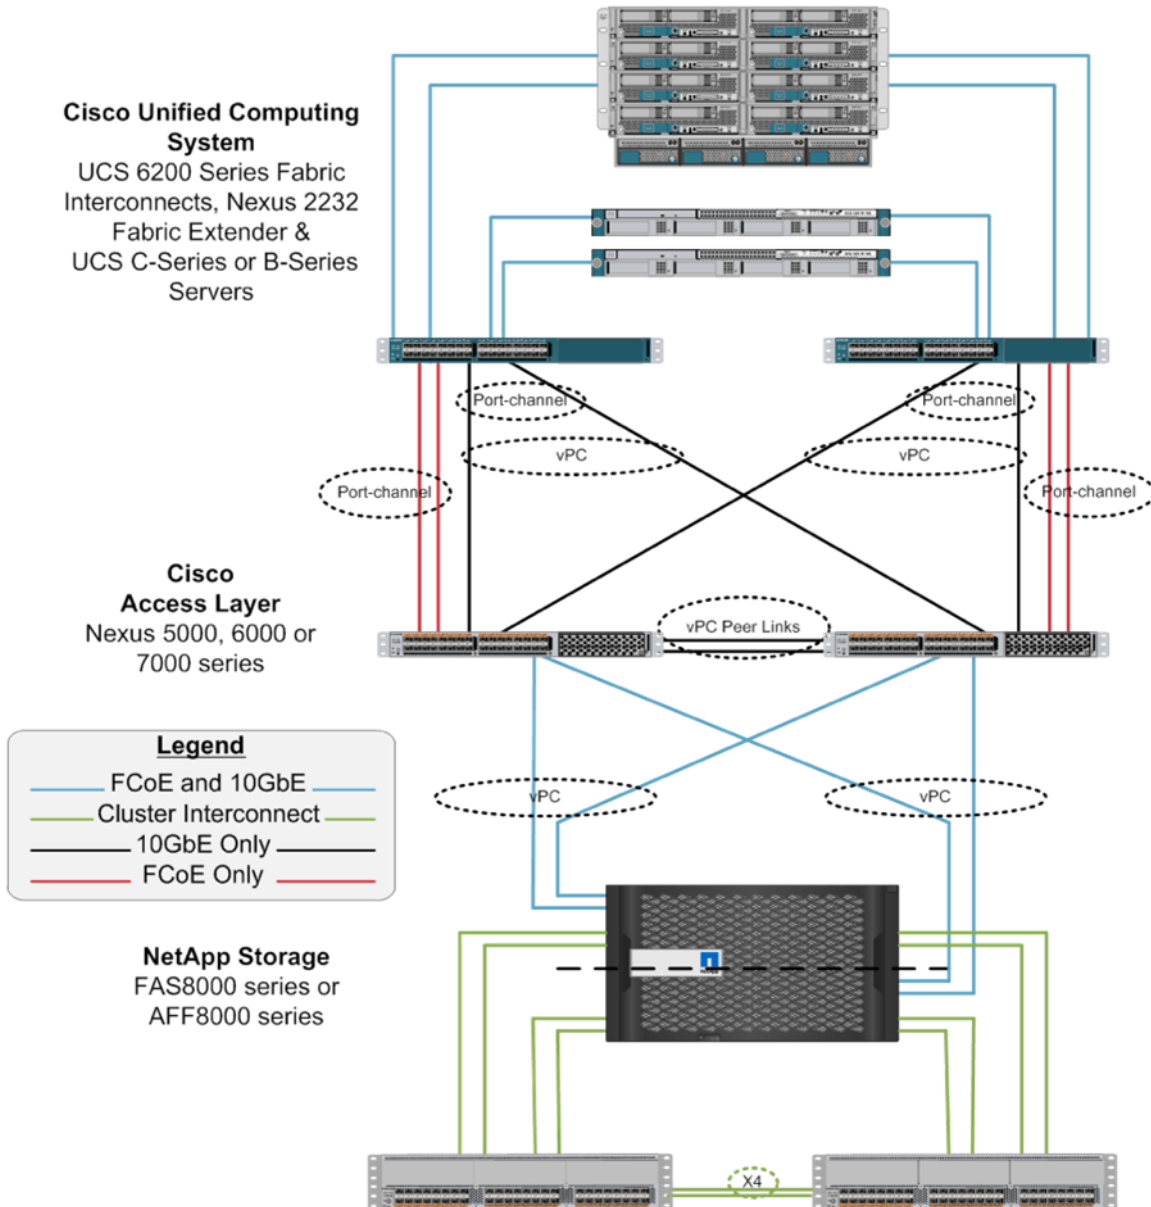 Cisco Unified Computing
System
UCS 6200 Series Fabric
Interconnects, Nexus 2232
Fabric Extender &
UCS C-Series or B-Series
Servers
Port-channel
Port-channel
vPC
vPC
Port-channel
Port-channel
Cisco
Access Layer
Nexus 5000, 6000 or
7000 series
vPC Peer Links
Legend
FCoE and 10GbE
Cluster Interconnect
10GbE Only
FCoE Only
vPC
vPC
NetApp Storage
FAS8000 series or
AFF8000 series
X4